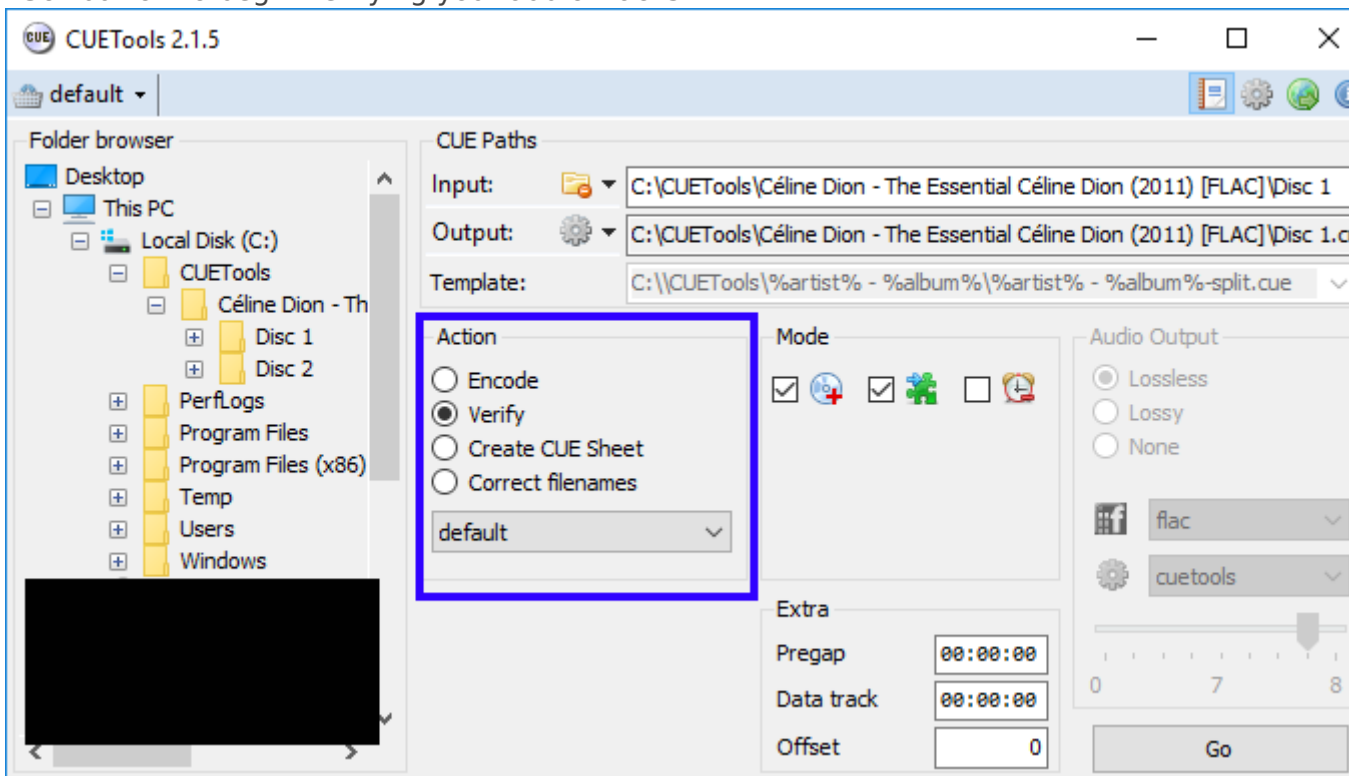 CUE CUETools 2.1.5
default
Folder browser
Desktop
This PC
Local Disk (C:)
CUETools
Céline Dion - Th
Disc 1
Disc 2
PerfLogs
Program Files
Program Files (x86)
Temp
Users
Windows
CUE Paths
Input: C:\CUETools\Céline Dion - The Essential Céline Dion (2011) [FLAC]\Disc 1
Output: C:\CUETools\Céline Dion - The Essential Céline Dion (2011) [FLAC]\Disc 1.c
Template: C:\\CUETools\%artist% - %album%\%artist% - %album%-split.cue
Action
Encode
Verify
Create CUE Sheet
Correct filenames
default
Mode
Extra
Pregap 00:00:00
Data track 00:00:00
Offset 0
Audio Output
Lossless
Lossy
None
flac
cuetools
0 7 8
Go